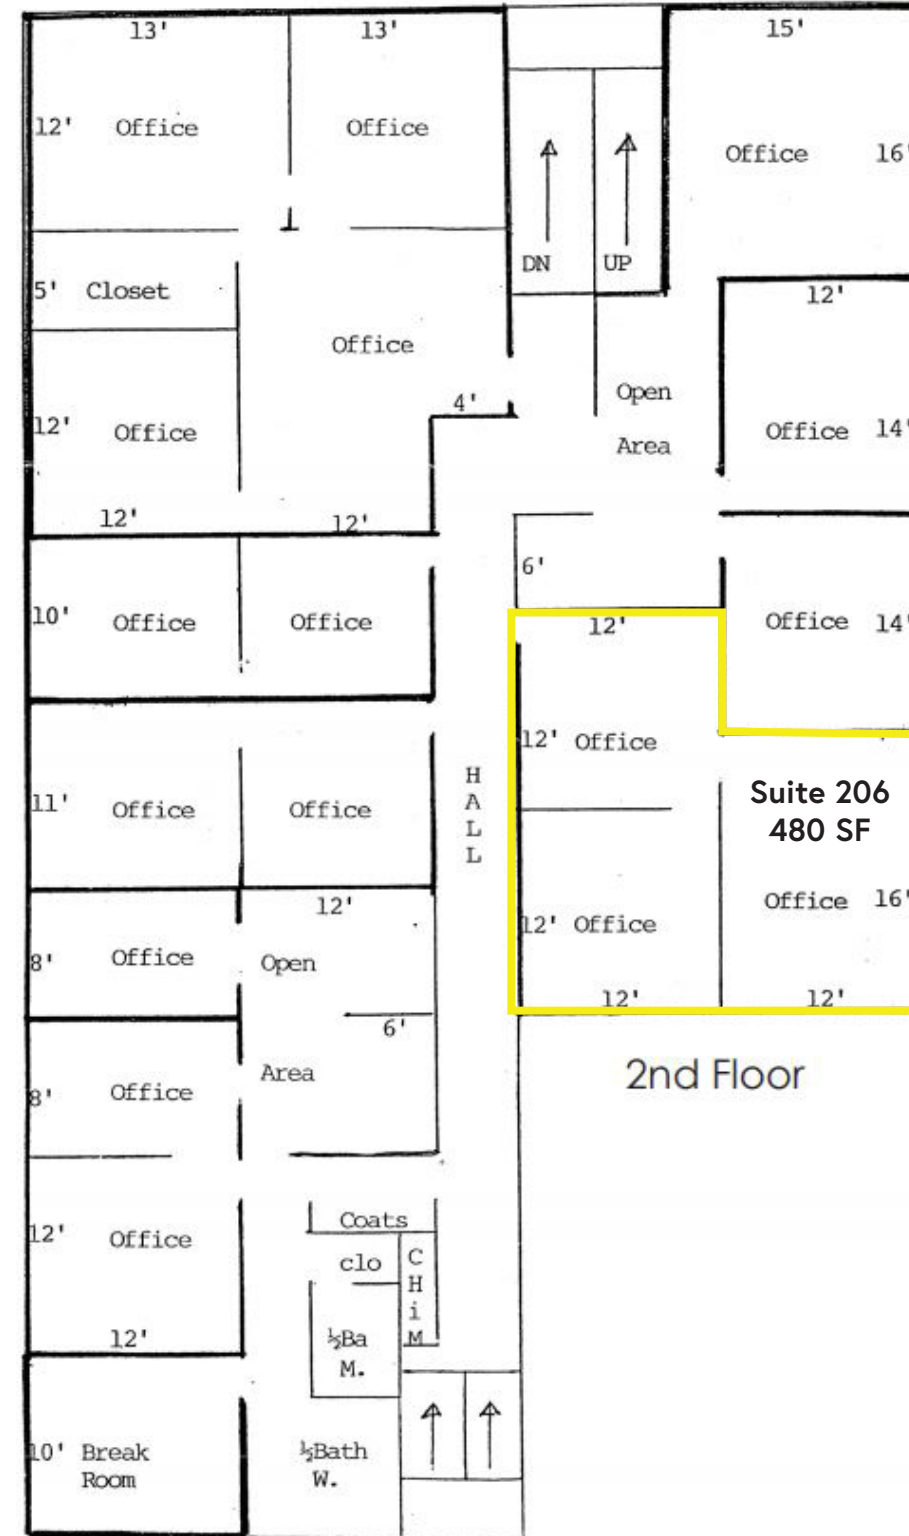 13' 13' 15'
12' Office Office
Office 16'
DN UP
5' Closet
12'
Office
Open
4'
12' Office
Office 14'
Area
12' 12'
6'
10' Office Office
12' Office 14'
12' Office
H
A
L
L
Suite 206
480 SF
11' Office Office
12'
Office 16'
12' Office
8' Office Open
12' 12'
6'
Area
2nd Floor
8' Office
Coats
12' Office
clo
C
H
i
M
12'
½Ba
M.
10' Break
Room
½Bath
W.